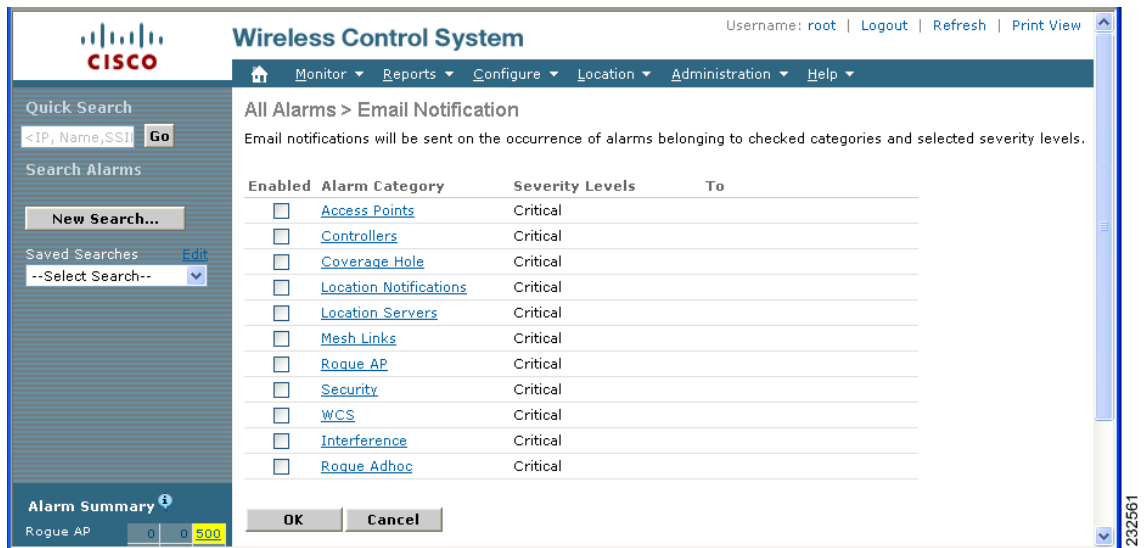 Username: root | Logout | Refresh | Print View
CISCO
Wireless Control System
Monitor Reports Configure Location Administration Help
Quick Search
<IP, Name,SSI
Go
Search Alarms
New Search...
Saved Searches Edit
--Select Search--
All Alarms > Email Notification
Email notifications will be sent on the occurrence of alarms belonging to checked categories and selected severity levels.
Enabled Alarm Category Severity Levels To
Access Points Critical
Controllers Critical
Coverage Hole Critical
Location Notifications Critical
Location Servers Critical
Mesh Links Critical
Rogue AP Critical
Security Critical
WCS Critical
Interference Critical
Rogue Adhoc Critical
OK Cancel
Alarm Summary
Rogue AP 0 0 500
232561